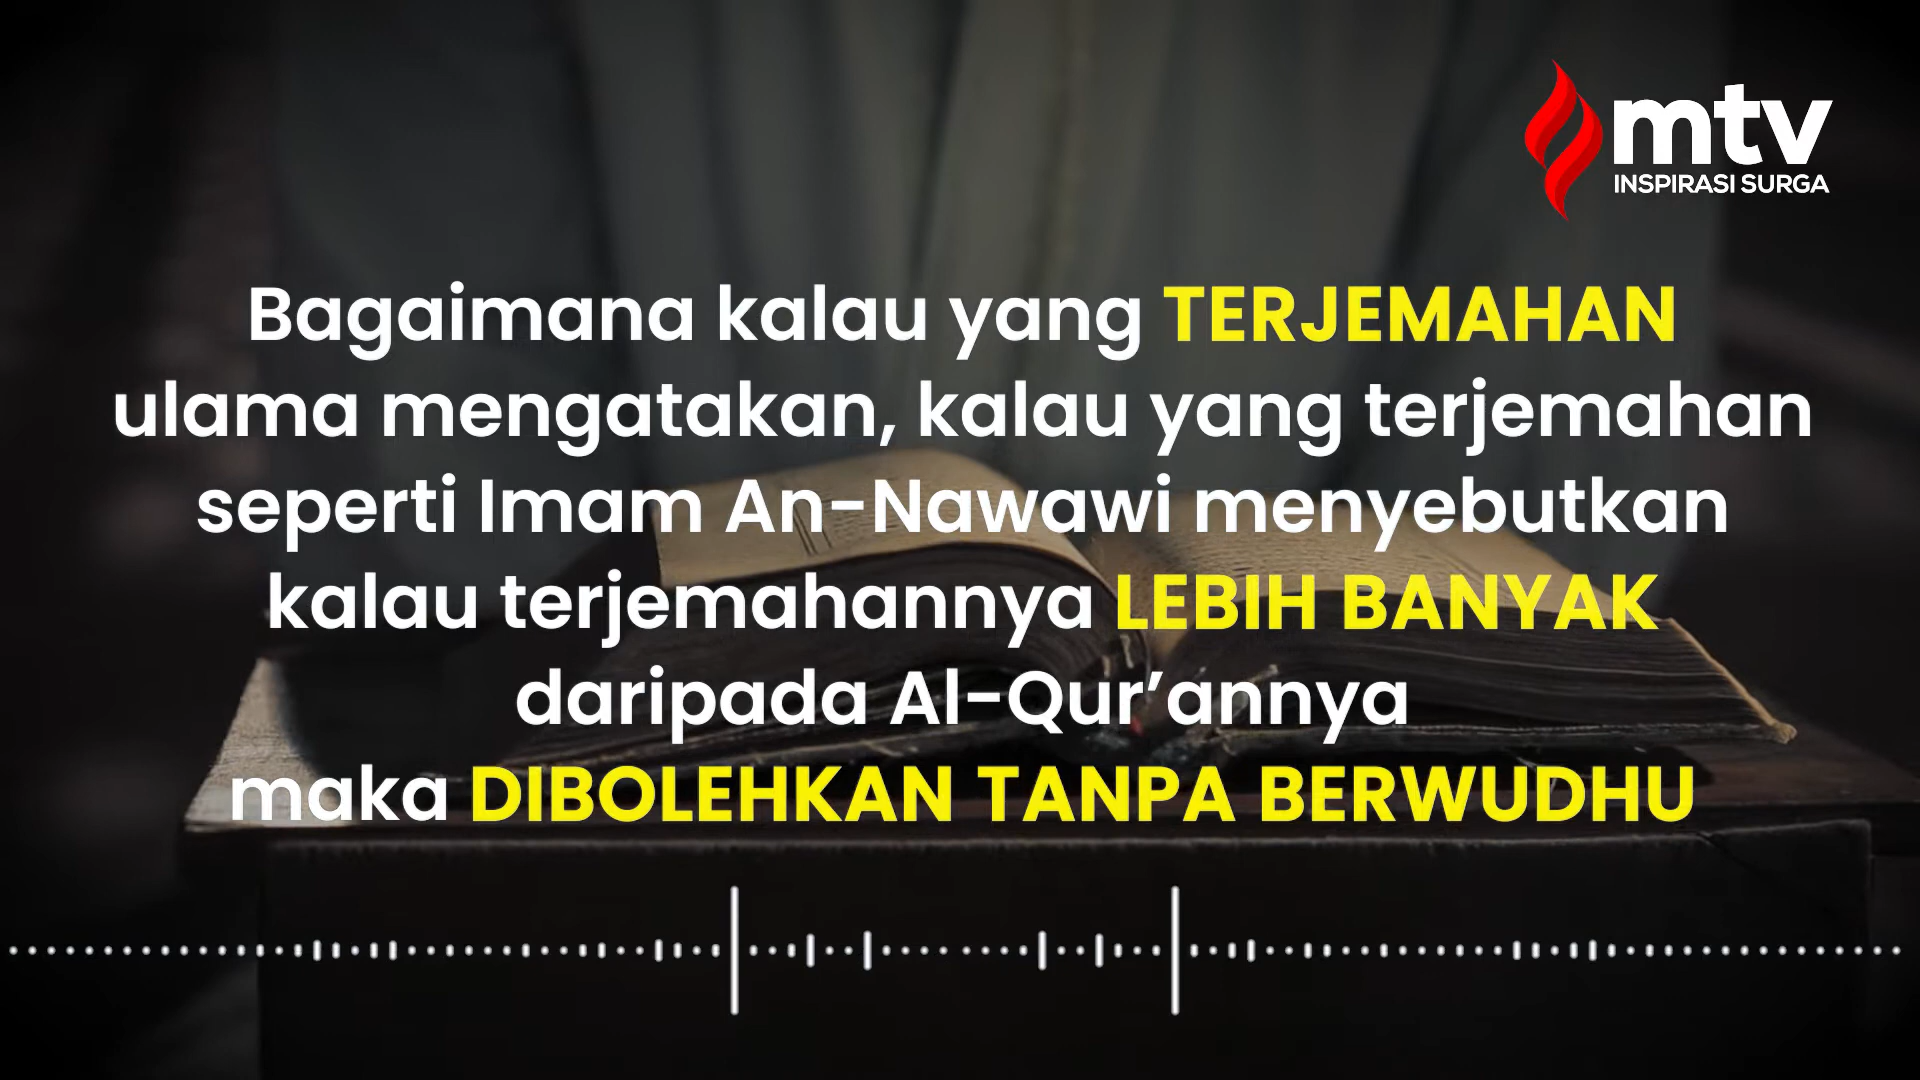 mtv
INSPIRASI SURGA
Bagaimana kalau yang TERJEMAHAN
ulama mengatakan, kalau yang terjemahan
seperti Imam An-Nawawi menyebutkan
kalau terjemahannya LEBIH BANYAK
daripada Al-Qur’annya
maka DIBOLEHKAN TANPA BERWUDHU